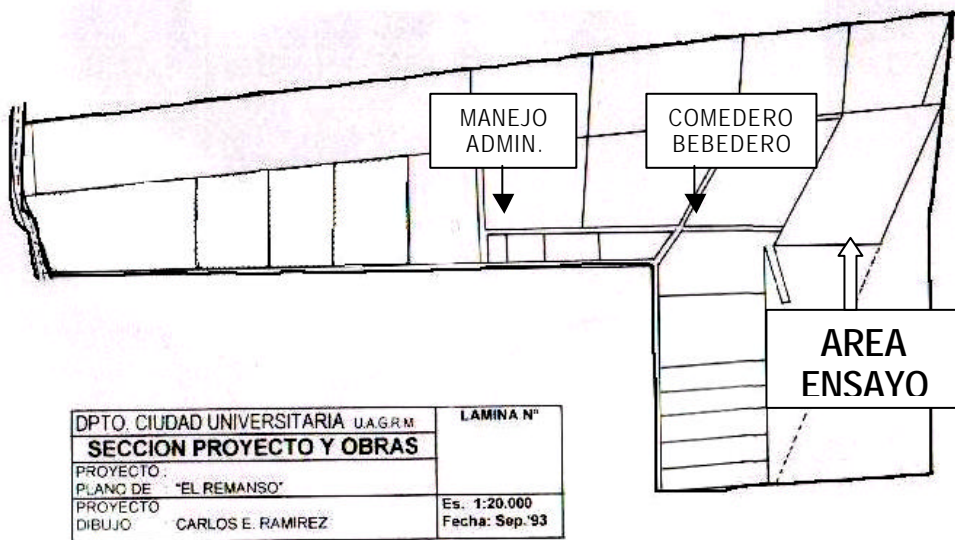 MANEJO
ADMIN.
COMEDERO
BEBEDERO
AREA
ENSAYO
DPTO. CIUDAD UNIVERSITARIA U.A.G.R.M
SECCION PROYECTO Y OBRAS
LAMINA N°
PROYECTO:
PLANO DE "EL REMANSO"
PROYECTO
DIBUJO CARLOS E. RAMIREZ
Es. 1:20.000
Fecha: Sep.'93